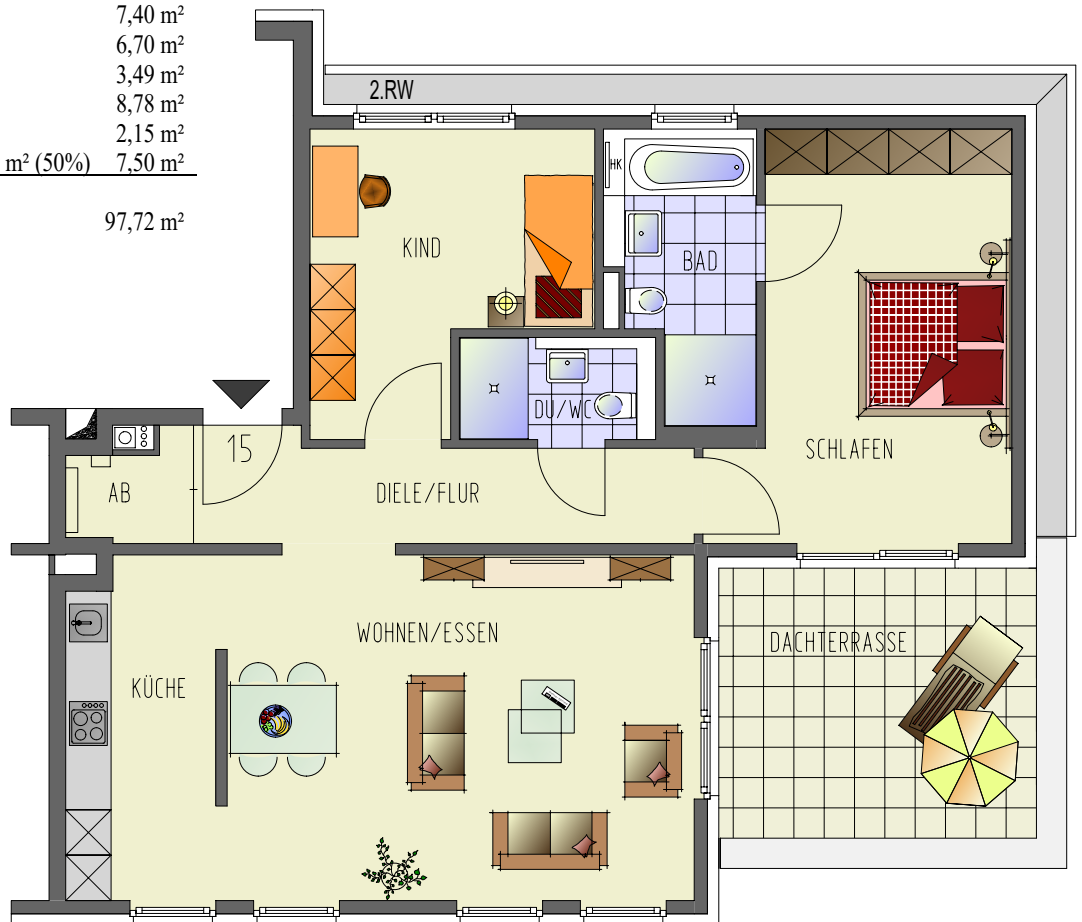 7,40 m²
6,70 m²
3,49 m²
8,78 m²
2,15 m²
m² (50%) 7,50 m²
97,72 m²
2.RW
HK
KIND
BAD
DU/WC
SCHLAFEN
15
AB
DIELE/FLUR
WOHNEN/ESSEN
DACHTERRASSE
KÜCHE